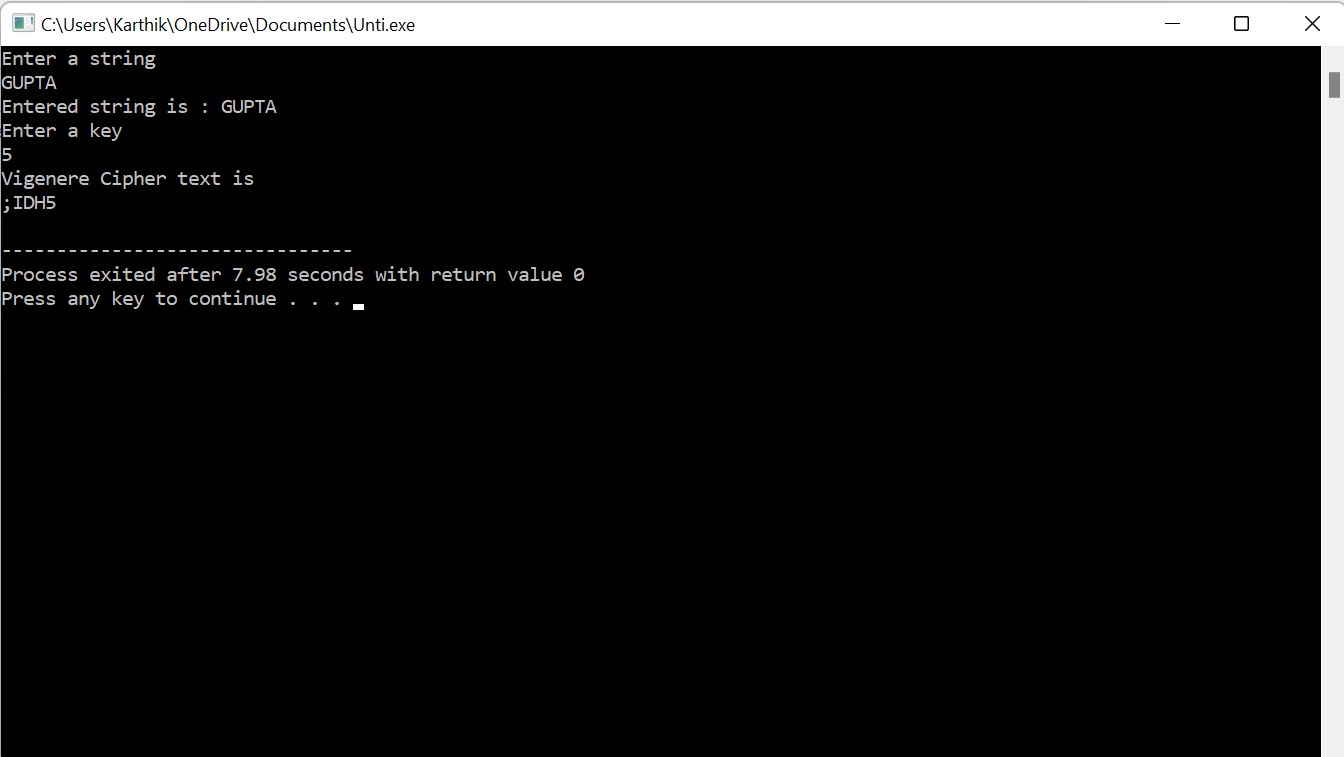 C:\Users\Karthik\OneDrive\Documents\Unti.exe
Enter a string
GUPTA
Entered string is : GUPTA
Enter a key
5
Vigenere Cipher text is
;IDH5
--------------------------------
Process exited after 7.98 seconds with return value 0
Press any key to continue . . .